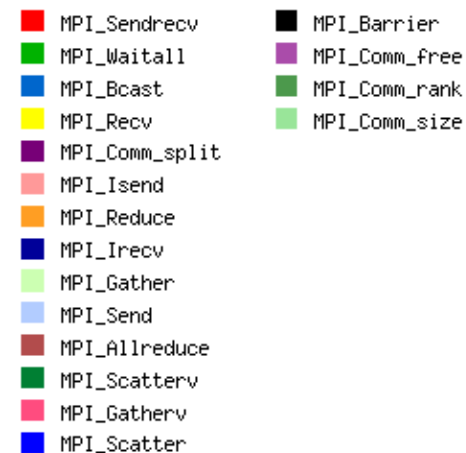 MPI_Sendrecv
MPI_Waitall
MPI_Bcast
MPI_Recv
MPI_Comm_split
MPI_Isend
MPI_Reduce
MPI_Irecv
MPI_Gather
MPI_Send
MPI_Allreduce
MPI_Scatterv
MPI_Gatherv
MPI_Scatter
MPI_Barrier
MPI_Comm_free
MPI_Comm_rank
MPI_Comm_size